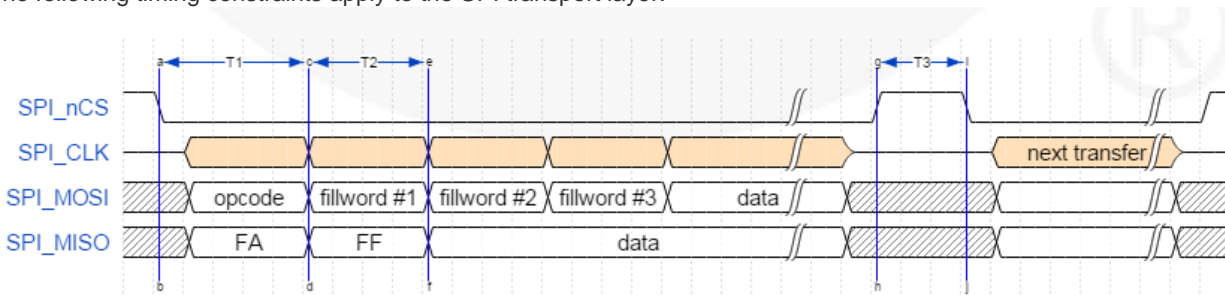 The following timing constraints apply to the SPI transport layer.
a T1 c T2 e g T3 i
SPI_nCS
SPI_CLK next transfer
SPI_MOSI opcode fillword #1 fillword #2 fillword #3 data
SPI_MISO FA FF data
b d f h j
®